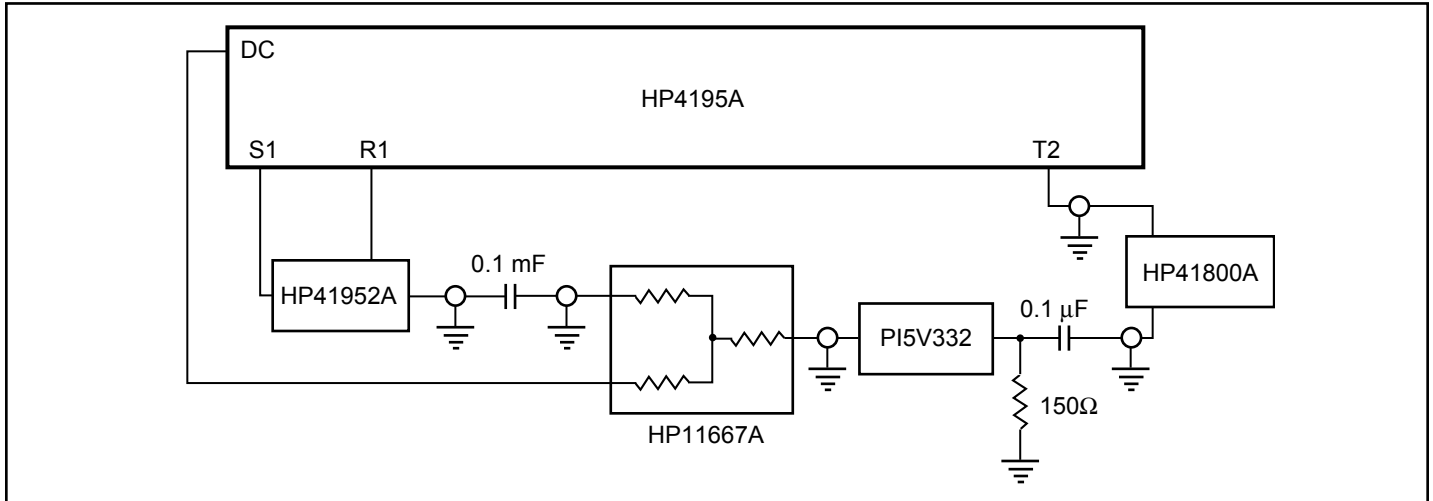 DC
HP4195A
S1 R1 T2
0.1 mF
HP41952A
HP41800A
0.1 μF
PI5V332
150Ω
HP11667A